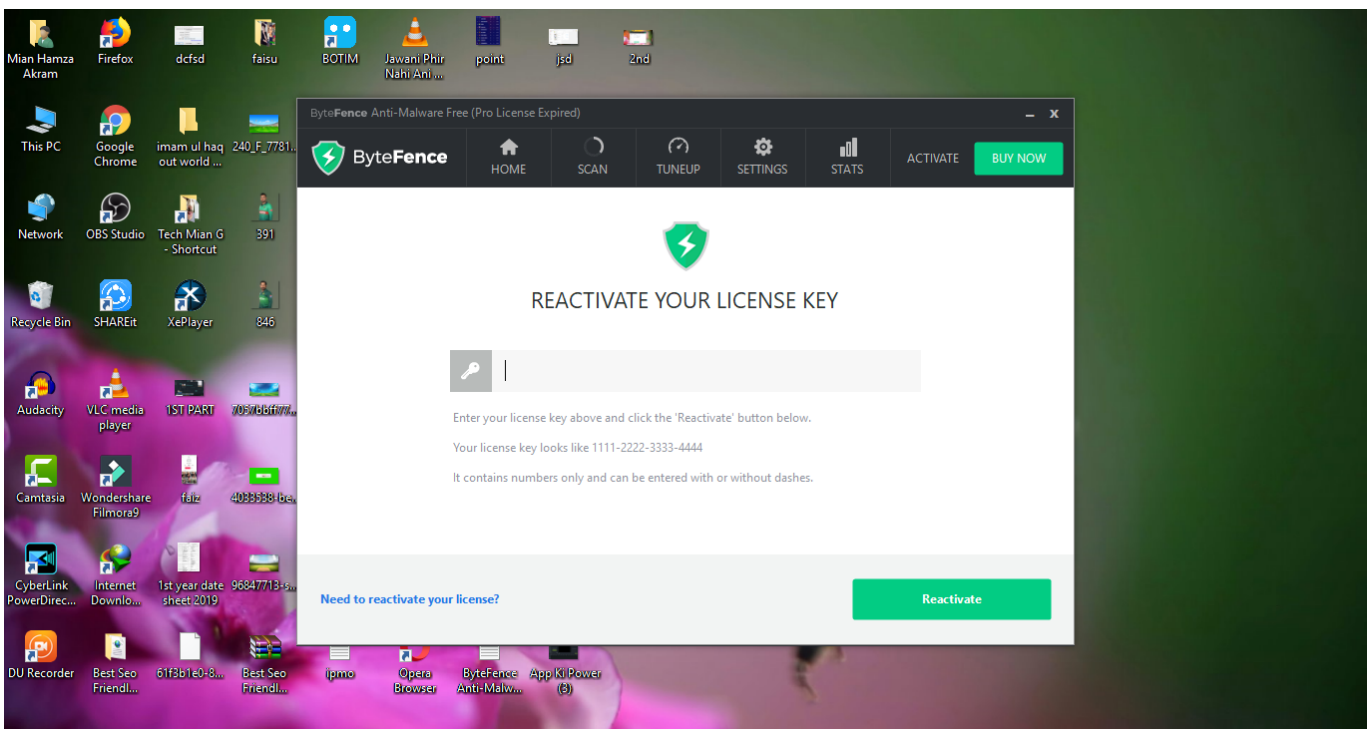 Mian Hamza
Akram
Firefox
dcfsd
faisu
BOTIM
Jawani Phir
Nahi Ani ...
point
jsd
2nd
This PC
Google
Chrome
imam ul haq
out world ...
240_F_7781...
Network
OBS Studio
Tech Mian G
- Shortcut
391
Recycle Bin
SHAREit
XePlayer
846
Audacity
VLC media
player
1ST PART
Camtasia
Wondershare
Filmora9
faiz
4033538-be...
CyberLink
PowerDirec...
Internet
Downlo...
1st year date
sheet 2019
96847713-s...
DU Recorder
Best Seo
Friendl...
61f3b1e0-8...
Best Seo
Friendl...
ipmo
Opera
Browser
ByteFence
Anti-Malw...
App Ki Power
(3)
ByteFence Anti-Malware Free (Pro License Expired)
ByteFence
HOME
SCAN
TUNEUP
SETTINGS
STATS
ACTIVATE
BUY NOW
REACTIVATE YOUR LICENSE KEY
Enter your license key above and click the 'Reactivate' button below.
Your license key looks like 1111-2222-3333-4444
It contains numbers only and can be entered with or without dashes.
Need to reactivate your license?
Reactivate